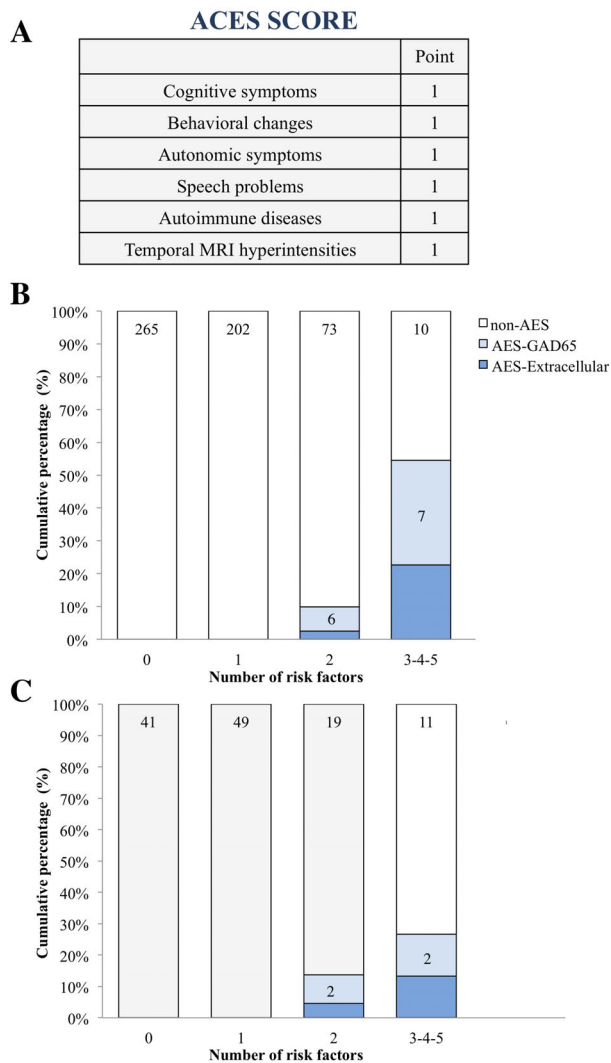 A
ACES SCORE
Point
Cognitive symptoms 1
Behavioral changes 1
Autonomic symptoms 1
Speech problems 1
Autoimmune diseases 1
Temporal MRI hyperintensities 1
B
Cumulative percentage (%)
100%
90%
80%
70%
60%
50%
40%
30%
20%
10%
0%
265 202 73 10
6
7
non-AES
AES-GAD65
AES-Extracellular
0 1 2 3-4-5
Number of risk factors
C
Cumulative percentage (%)
100%
90%
80%
70%
60%
50%
40%
30%
20%
10%
0%
41 49 19 11
2
2
0 1 2 3-4-5
Number of risk factors